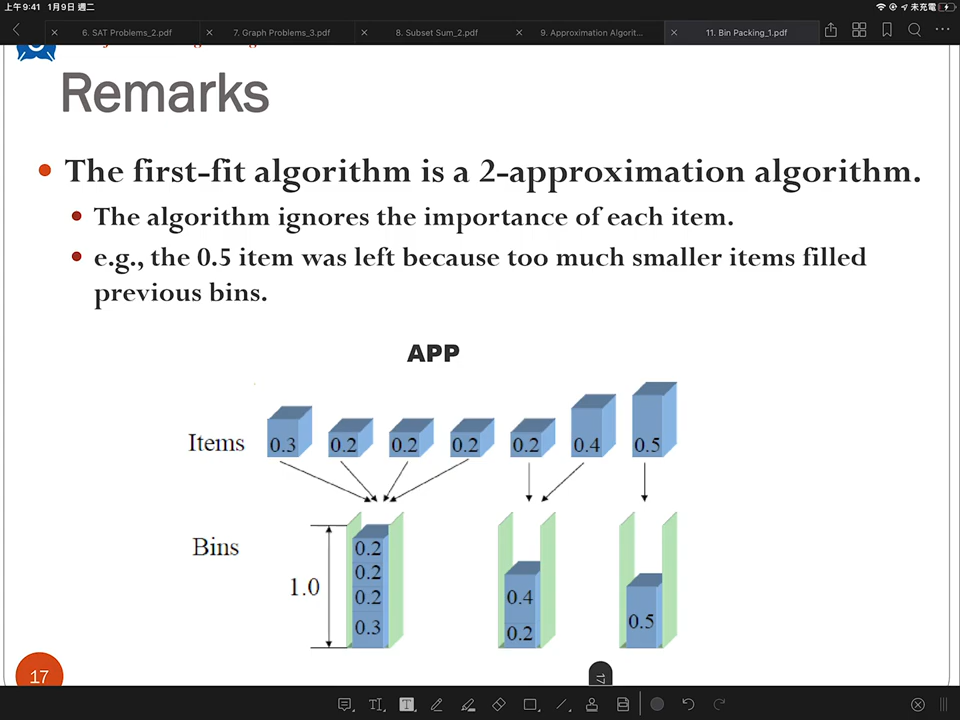 上午9:41 1月9日 週二
未充電
6. SAT Problems_2.pdf
7. Graph Problems_3.pdf
8. Subset Sum_2.pdf
9. Approximation Algorit...
11. Bin Packing_1.pdf
Remarks
The first-fit algorithm is a 2-approximation algorithm.
The algorithm ignores the importance of each item.
e.g., the 0.5 item was left because too much smaller items filled
previous bins.
APP
Items 0.3 0.2 0.2 0.2 0.2 0.4 0.5
Bins
1.0
0.2
0.2
0.2
0.3
0.4
0.2
0.5
17
17